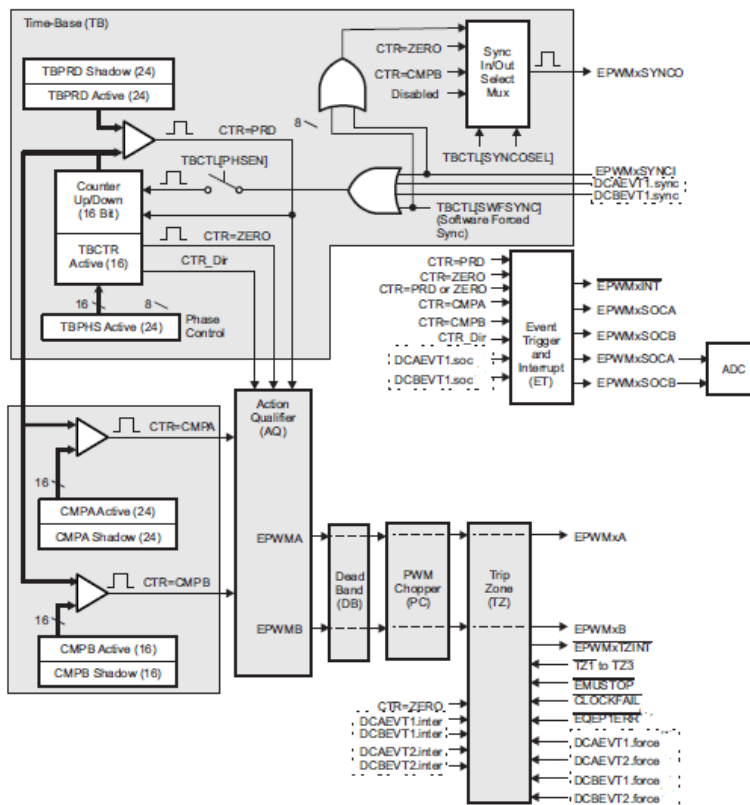 Time-Base (TB)
TBPRD Shadow (24)
TBPRD Active (24)
CTR=PRD
TBCTL[PHSEN]
Counter
Up/Down
(16 Bit)
TBCTR
Active (16)
CTR=ZERO
CTR_Dir
16
8
TBPHS Active (24)
Phase
Control
8
CTR=ZERO
CTR=CMPB
Disabled
Sync
In/Out
Select
Mux
EPWMxSYNCO
TBCTL[SYNCOSEL]
EPWMxSYNCI
DCAEVT1.sync
DCBEVT1.sync
TBCTL[SWFSYNC]
(Software Forced
Sync)
CTR=PRD
CTR=ZERO
CTR=PRD or ZERO
CTR=CMPA
CTR=CMPB
CTR_Dir
DCAEVT1.soc
DCBEVT1.soc
Event
Trigger
and
Interrupt
(ET)
EPWMxINT
EPWMxSOCA
EPWMxSOCB
EPWMxSOCA
EPWMxSOCB
ADC
Action
Qualifier
(AQ)
CTR=CMPA
16
CMPA Active (24)
CMPA Shadow (24)
CTR=CMPB
16
CMPB Active (16)
CMPB Shadow (16)
EPWMA
EPWMB
Dead
Band
(DB)
PWM
Chopper
(PC)
Trip
Zone
(TZ)
EPWMxA
EPWMxB
EPWMxTZINT
TZ1 to TZ3
EMUSTOP
CLOCKFAIL
EQEP1ERR
DCAEVT1.force
DCAEVT2.force
DCBEVT1.force
DCBEVT2.force
CTR=ZERO
DCAEVT1.inter
DCBEVT1.inter
DCAEVT2.inter
DCBEVT2.inter